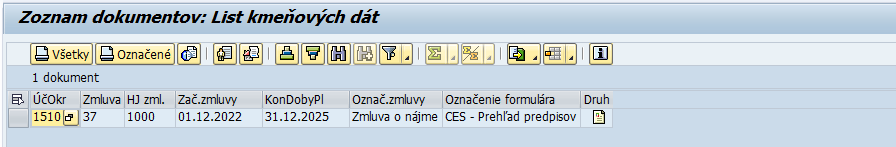 Zoznam dokumentov: List kmeňových dát
Všetky Označené
1 dokument
ÚčOkr Zmluva HJ zml. Zač.zmluvy KonDobyPl Označ.zmluvy Označenie formulára Druh
1510 37 1000 01.12.2022 31.12.2025 Zmluva o nájme CES - Prehľad predpisov